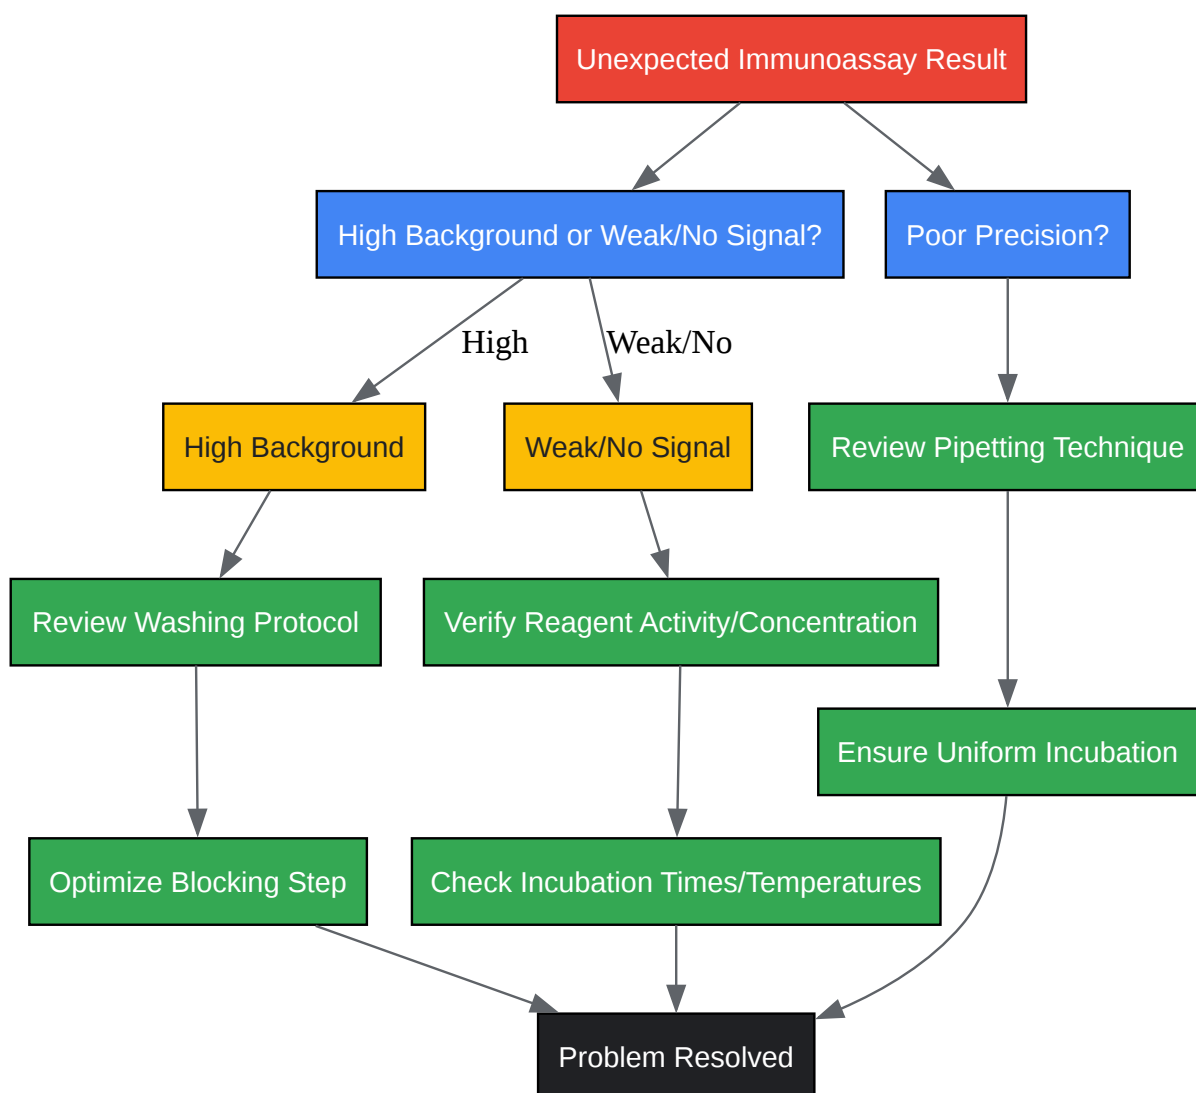 Unexpected Immunoassay Result
High Background or Weak/No Signal?
Poor Precision?
High
Weak/No
High Background
Weak/No Signal
Review Pipetting Technique
Review Washing Protocol
Verify Reagent Activity/Concentration
Ensure Uniform Incubation
Optimize Blocking Step
Check Incubation Times/Temperatures
Problem Resolved